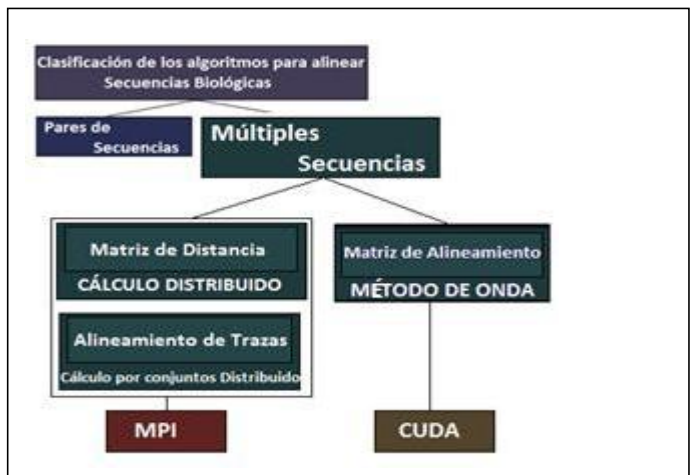 Clasificación de los algoritmos para alinear
Secuencias Biológicas
Pares de
Secuencias
Múltiples
Secuencias
Matriz de Distancia
CÁLCULO DISTRIBUIDO
Alineamiento de Trazas
Cálculo por conjuntos Distribuido
MPI
Matriz de Alineamiento
MÉTODO DE ONDA
CUDA